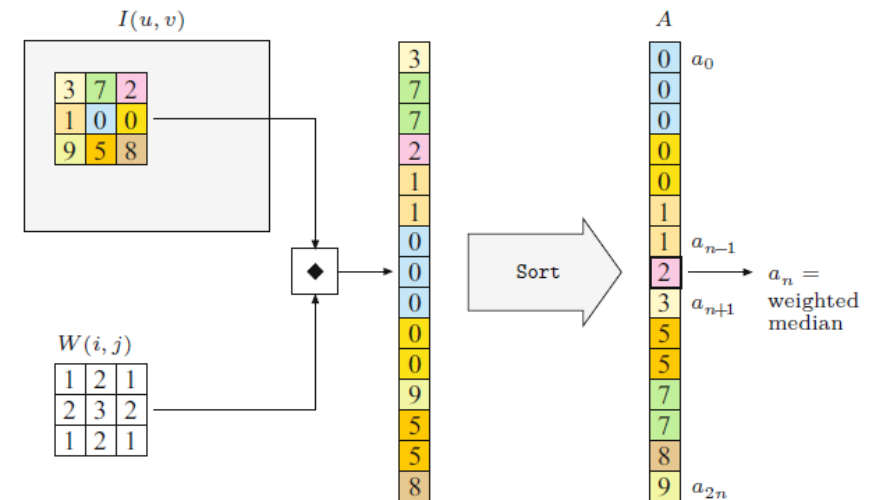 I(u, v)
3 7 2
1 0 0
9 5 8
W(i, j)
1 2 1
2 3 2
1 2 1
3
7
7
2
1
1
0
0
0
0
0
9
5
5
8
Sort
A
0 a0
0
0
0
0
1
1 an−1
2 an =
weighted
median
3 an+1
5
5
7
7
8
9 a2n